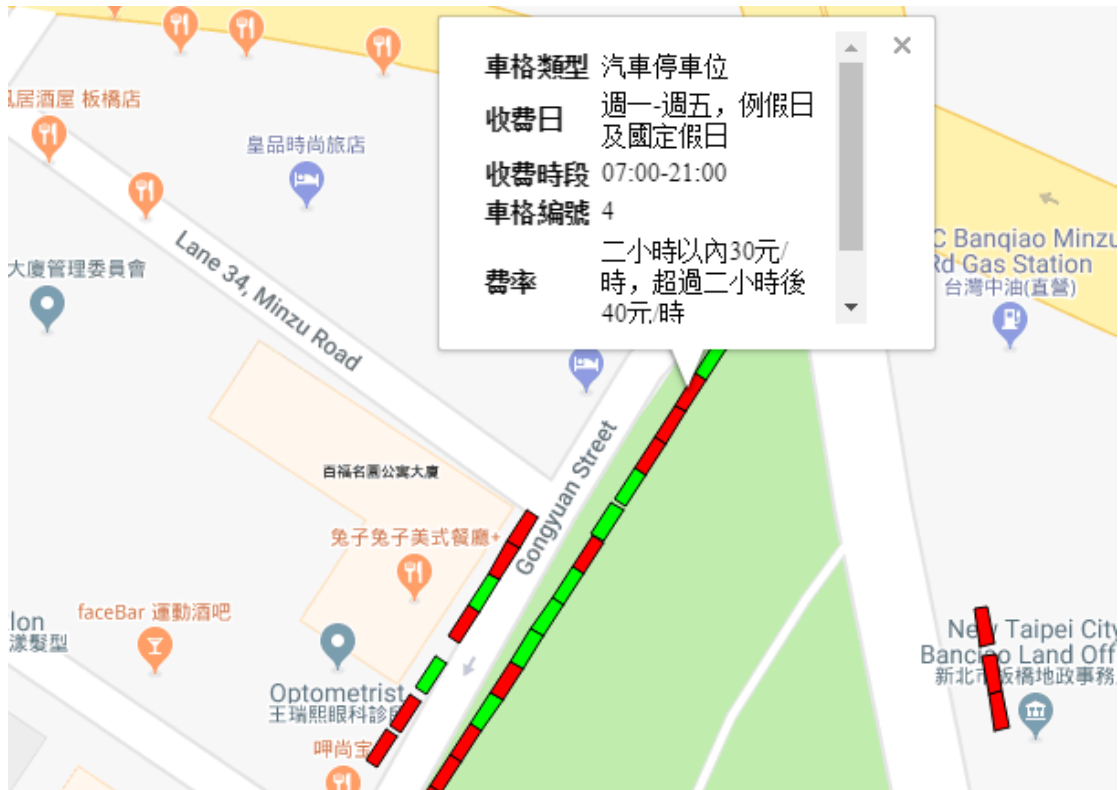 車格類型 汽車停車位
收費日 週一-週五，例假日
及國定假日
收費時段 07:00-21:00
車格編號 4
費率 二小時以內30元/
時，超過二小時後
40元/時
居酒屋 板橋店
皇品時尚旅店
Lane 34, Minzu Road
大廈管理委員會
C Banqiao Minzu
Rd Gas Station
台灣中油(直營)
百福名園公寓大廈
Gongyuan Street
兔子兔子美式餐廳+
faceBar 運動酒吧
lon
漾髮型
Optometrist
王瑞熙眼科診
呷尚宝
New Taipei City
Banciao Land Off
新北市板橋地政事務